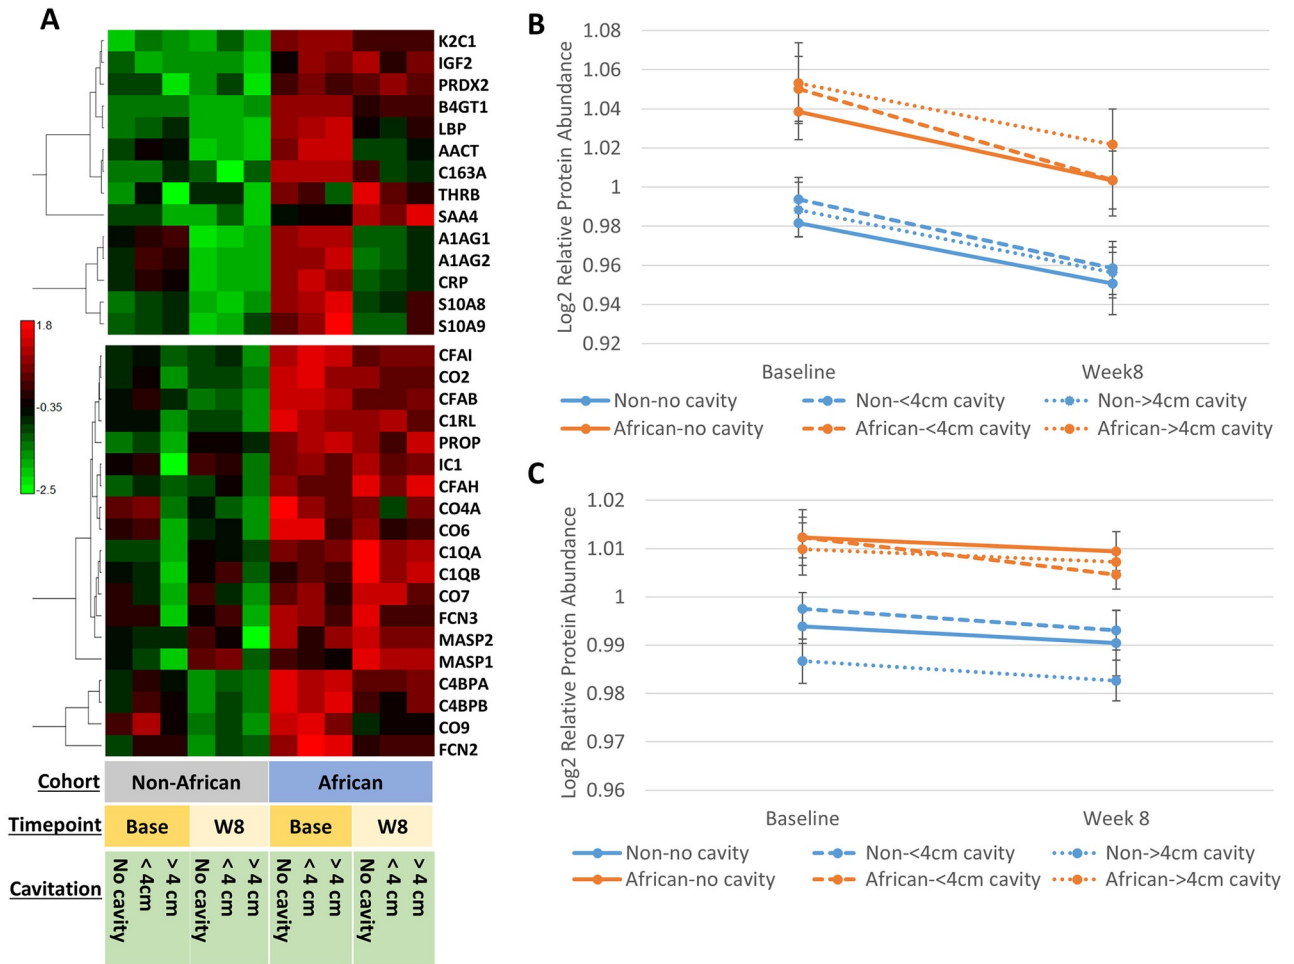 A
K2C1
IGF2
PRDX2
B4GT1
LBP
AACT
C163A
THRB
SAA4
A1AG1
A1AG2
CRP
S10A8
S10A9
1.8
-0.35
-2.5
CFAI
CO2
CFAB
C1RL
PROP
IC1
CFAH
CO4A
CO6
C1QA
C1QB
CO7
FCN3
MASP2
MASP1
C4BPA
C4BPB
CO9
FCN2
Cohort Non-African African
Timepoint Base W8 Base W8
Cavitation
No cavity
< 4cm
> 4 cm
No cavity
< 4 cm
> 4 cm
No cavity
< 4 cm
> 4 cm
No cavity
< 4 cm
> 4 cm
B
Log2 Relative Protein Abundance
1.08
1.06
1.04
1.02
1
0.98
0.96
0.94
0.92
Baseline Week8
Non-no cavity Non-<4cm cavity Non->4cm cavity
African-no cavity African-<4cm cavity African->4cm cavity
C
Log2 Relative Protein Abundance
1.02
1.01
1
0.99
0.98
0.97
0.96
Baseline Week 8
Non-no cavity Non-<4cm cavity Non->4cm cavity
African-no cavity African-<4cm cavity African->4cm cavity